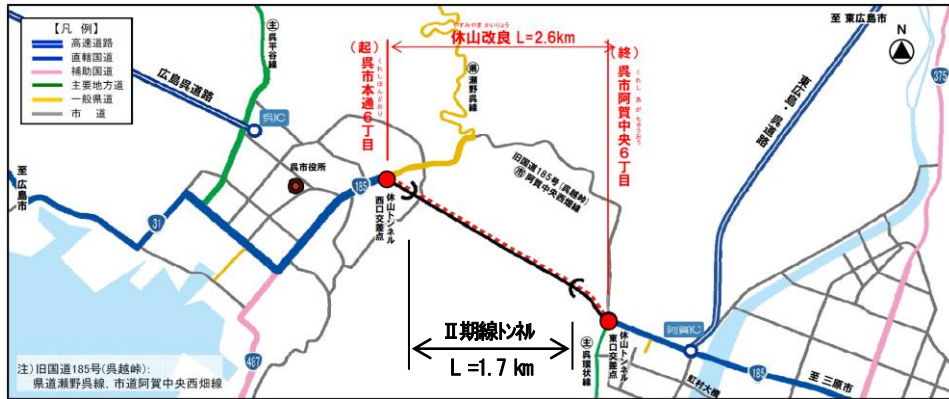 【凡 例】
高速道路
直轄国道
補助国道
主要地方道
一般県道
市 道
主 呉平谷線
広島呉道路
呉IC
呉市役所
至 広島市
31
185
487
（起）呉市本通６丁目
くれしほんどおり
やすみやま かいりょう
休山改良 L=2.6km
県 瀬野呉線
（終）呉市阿賀中央６丁目
くれし あが ちゅうおう
至 東広島市
N
375
東広島・呉道路
旧国道185号（呉越峠）
市 阿賀中央西畑線
休山トンネル
西口交差点
Ⅱ期線トンネル
L =1.7 km
主 呉環状線
休山トンネル
東口交差点
阿賀IC
虹村大橋
185
至 三原市
注）旧国道185号(呉越峠)：
県道瀬野呉線、市道阿賀中央西畑線